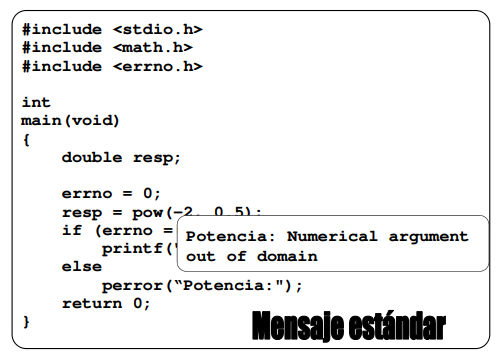 #include <stdio.h>
#include <math.h>
#include <errno.h>
int
main(void)
{
double resp;
errno = 0;
resp = pow(-2, 0.5);
if (errno =
printf("
Potencia: Numerical argument
out of domain
else
perror(“Potencia:");
return 0;
}
Mensaje estándar